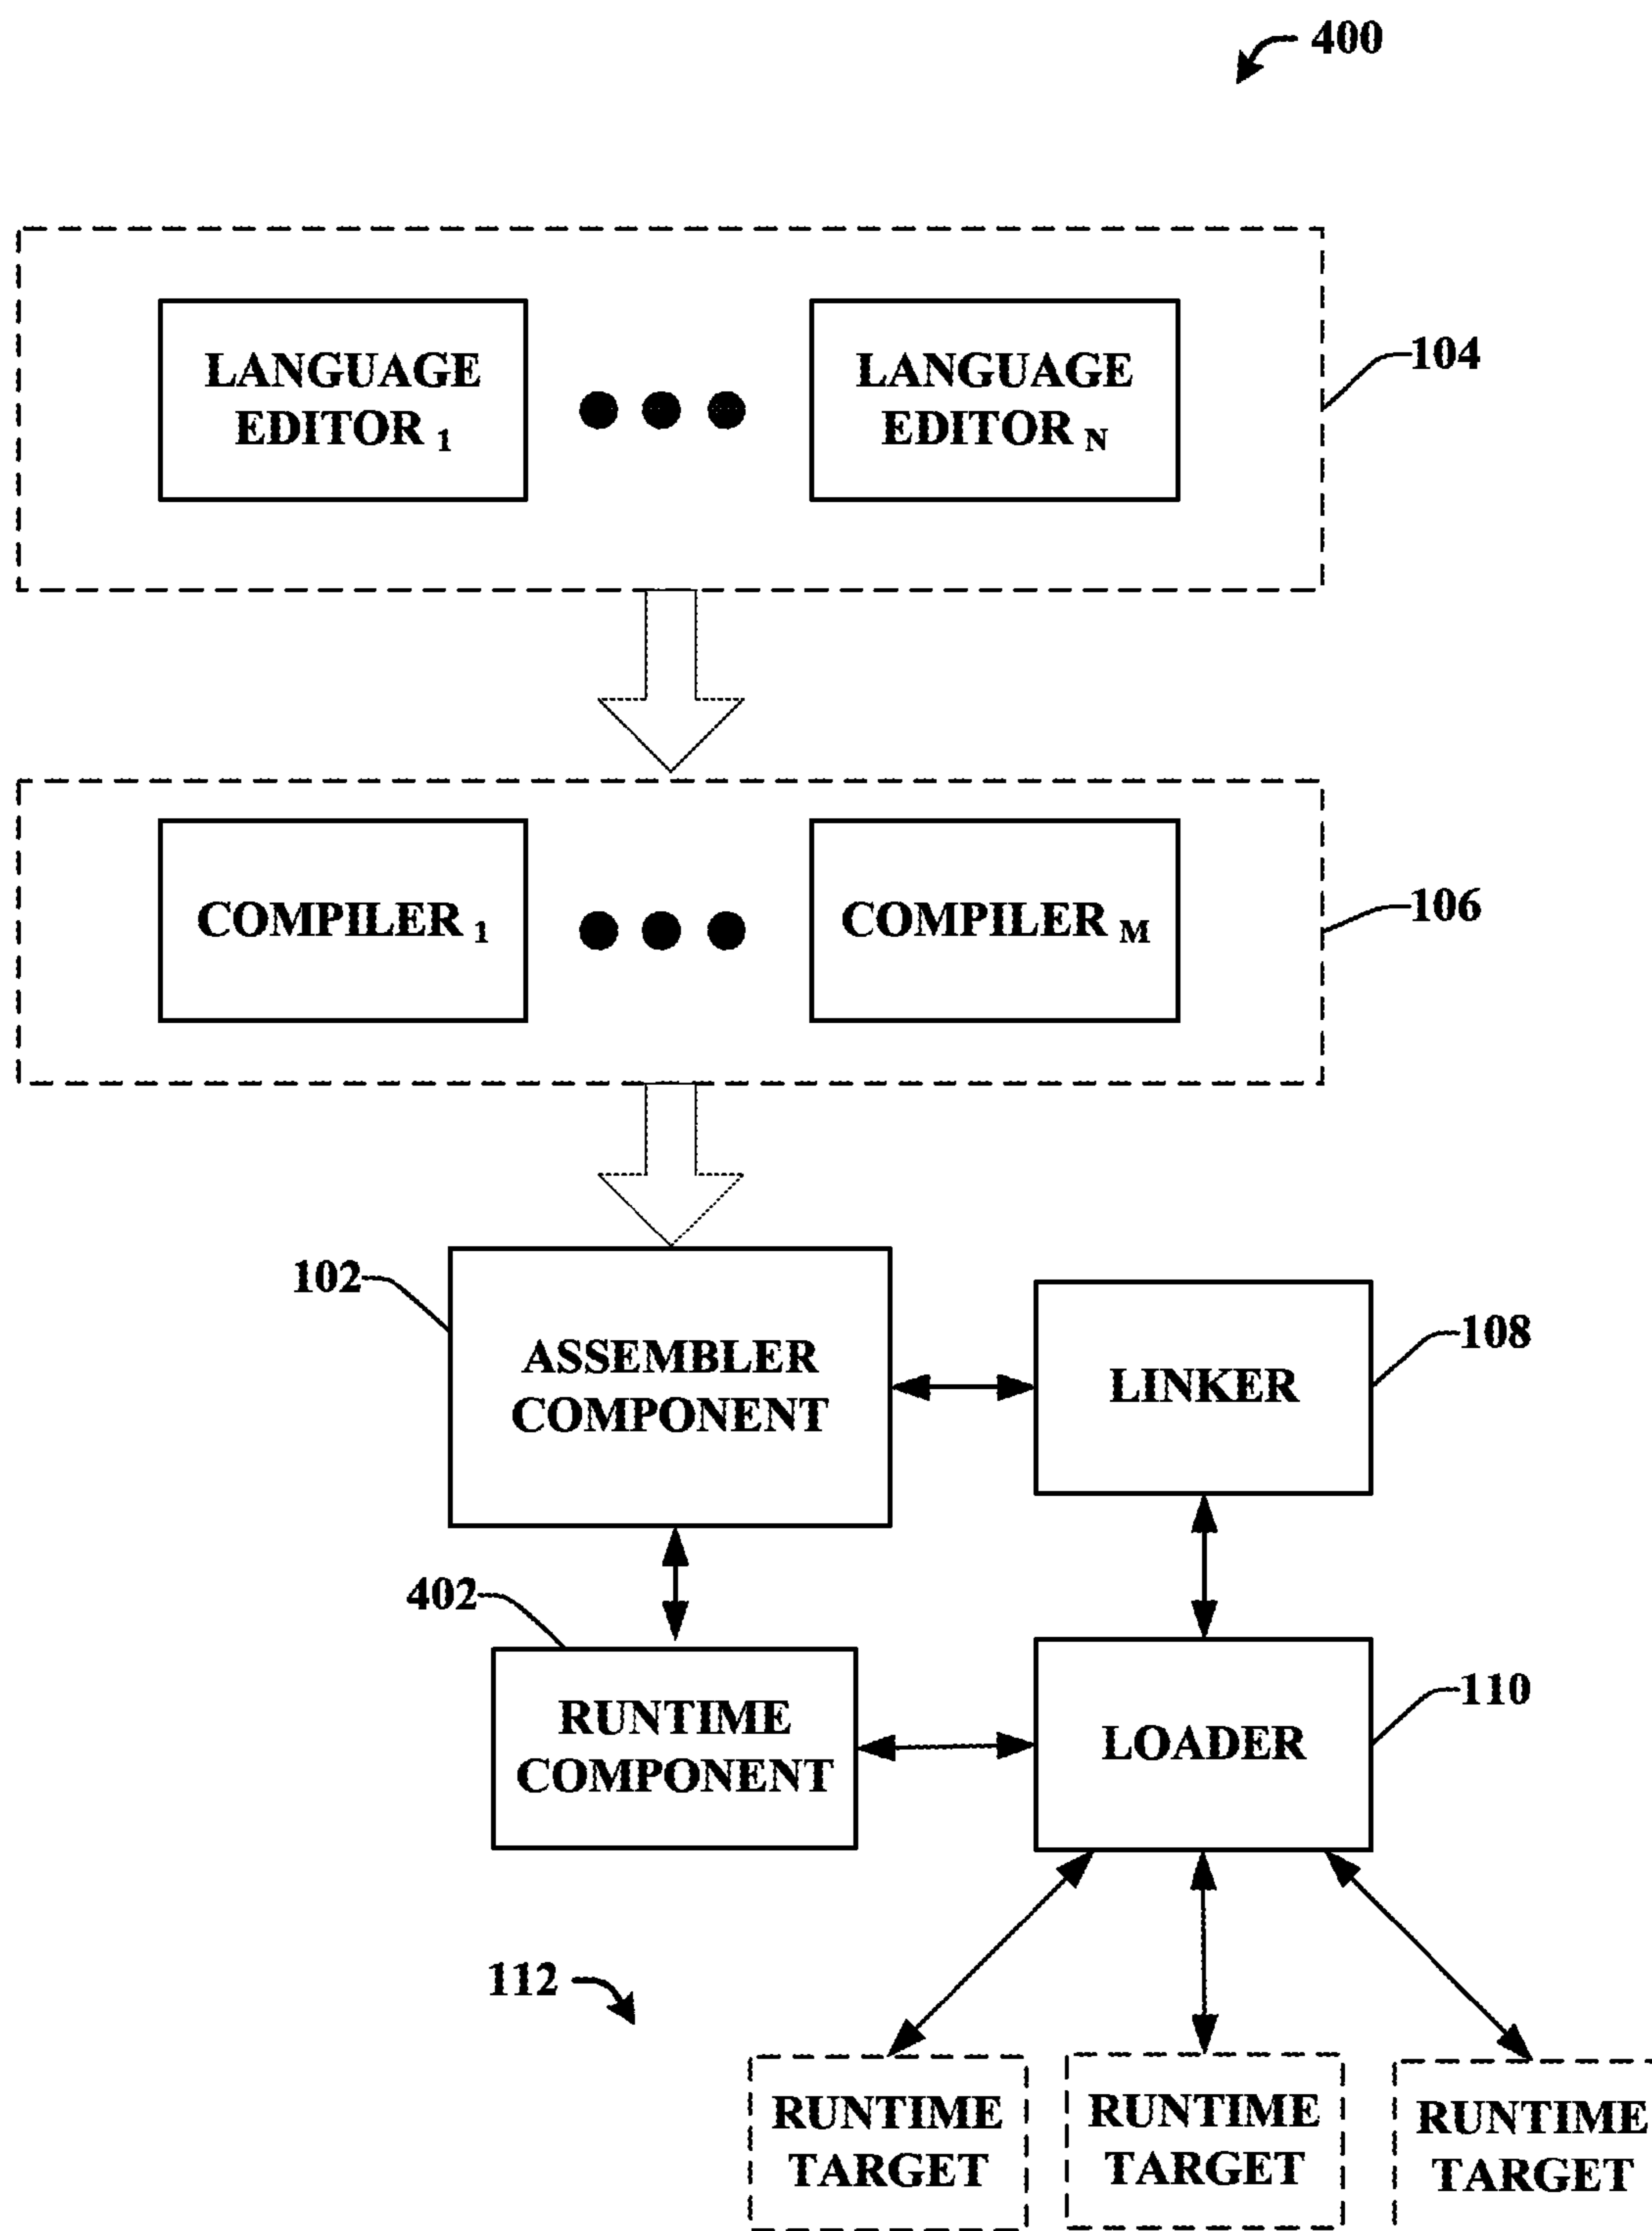 400
LANGUAGE
EDITOR 1
LANGUAGE
EDITOR N
104
COMPILER 1
COMPILER M
106
102
ASSEMBLER
COMPONENT
LINKER
108
402
RUNTIME
COMPONENT
LOADER
110
112
RUNTIME
TARGET
RUNTIME
TARGET
RUNTIME
TARGET